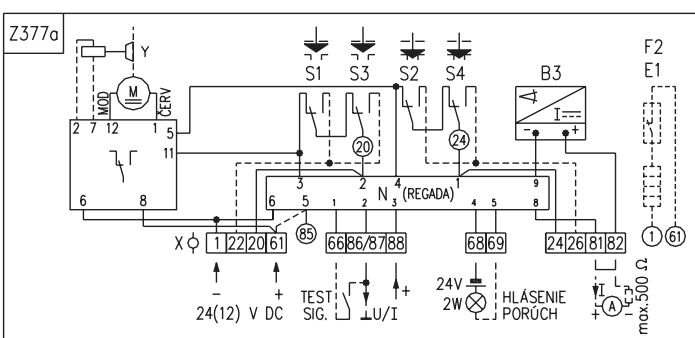 Z377a
Y
M
MOD
ČERV
2 7 12 1
5
11
6 8
S1 S3 S2 S4
20
24
B3
I
- +
F2
E1
3 2 4 1 9
N (REGADA)
6 5 1 2 3 4 5 8
85
X 1 22 20 61 66 86/87 88 68 69 24 26 81 82
1 61
- +
24(12) V DC
TEST
SIG.
⊥U/I
+
24V
2W
HLÁSENIE
PORÚCH
I
+ A -
max.500 Ω